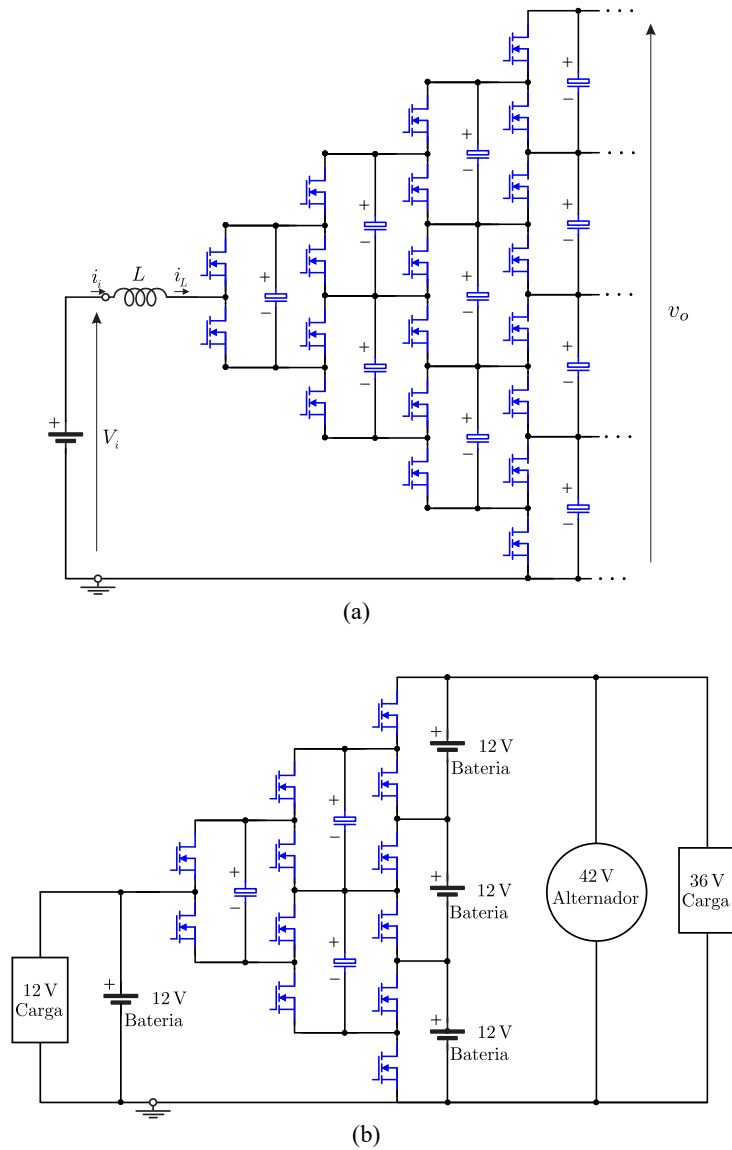 +
−
+
−
+
−
+
−
+
−
+
−
+
−
+
−
+
−
+
−
i_i
L
i_L
+
V_i
v_o
(a)
+
12 V
Bateria
+
−
+
−
+
12 V
Bateria
42 V
Alternador
36 V
Carga
12 V
Carga
+
12 V
Bateria
+
−
+
12 V
Bateria
(b)